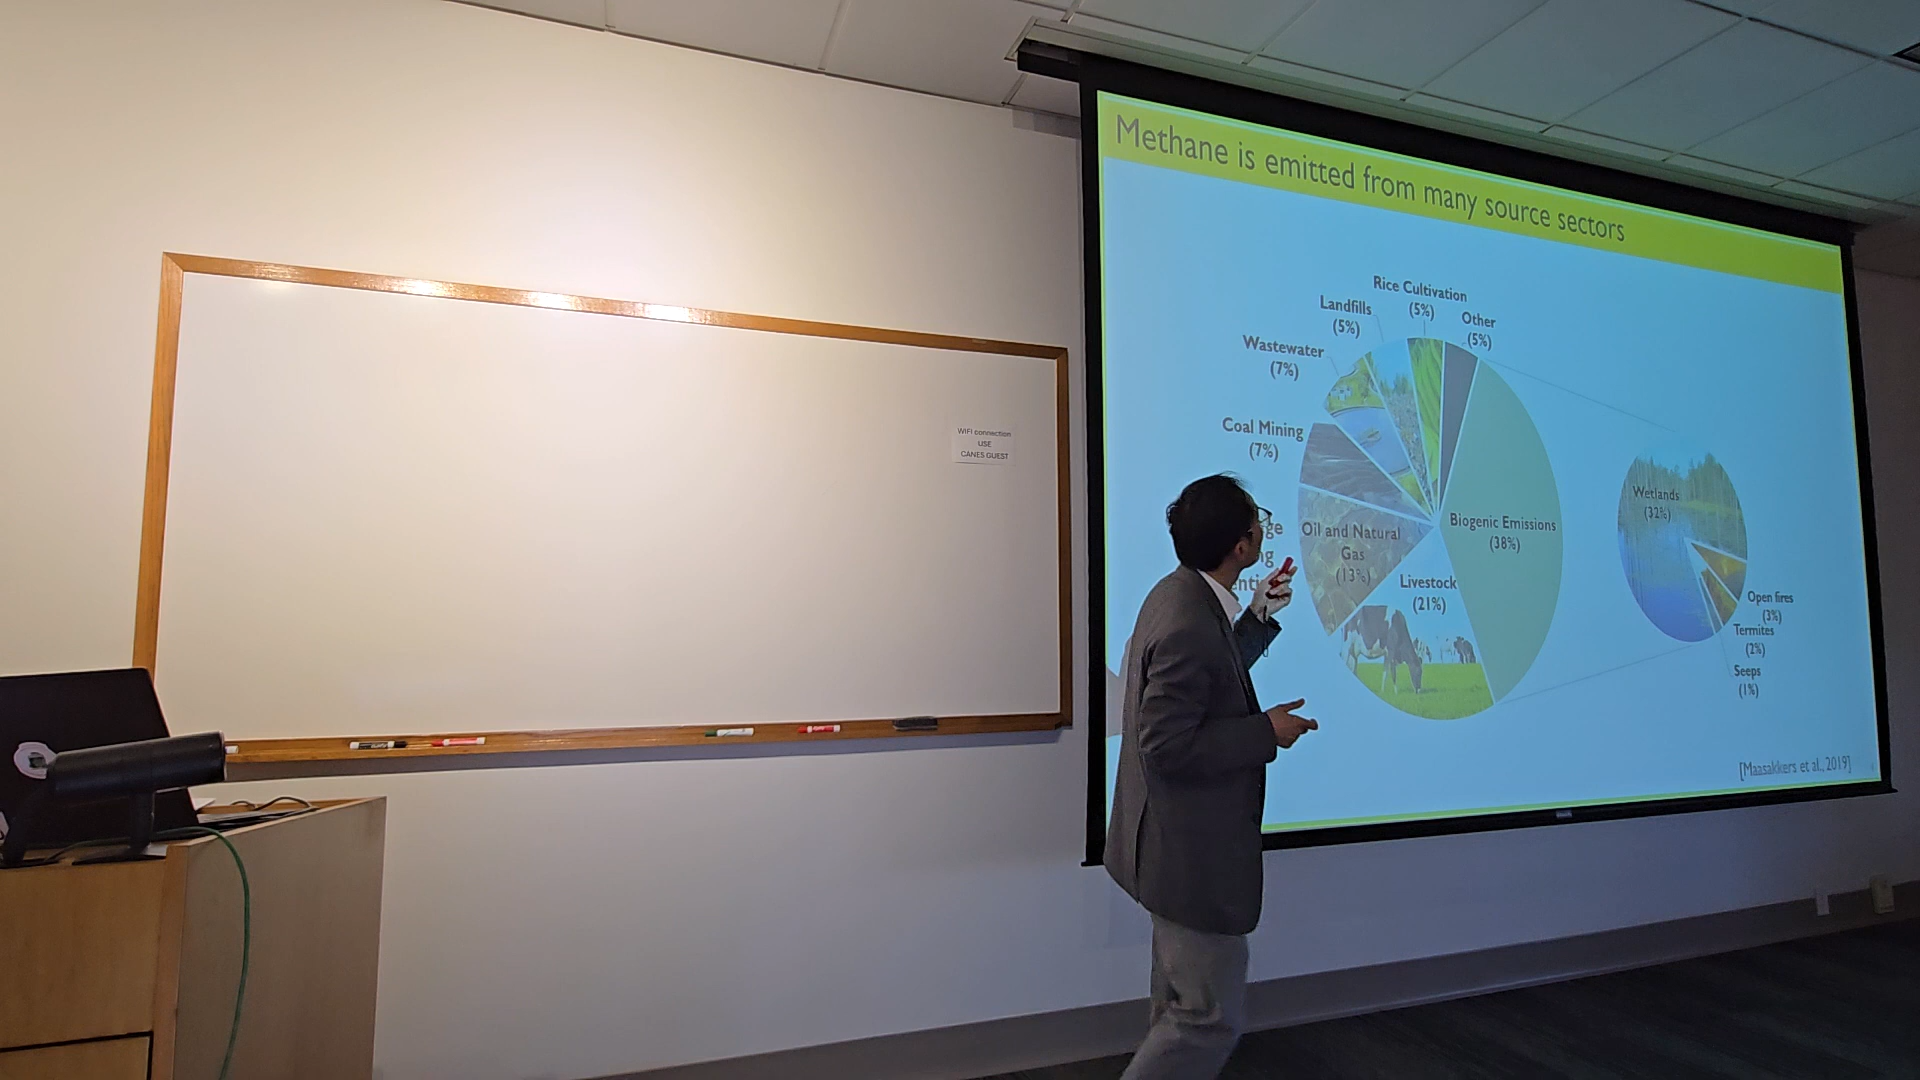 Methane is emitted from many source sectors
Rice Cultivation
(5%)
Landfills
(5%)
Other
(5%)
Wastewater
(7%)
Coal Mining
(7%)
Oil and Natural
Gas
(13%)
Biogenic Emissions
(38%)
Livestock
(21%)
Wetlands
(32%)
Open fires
(3%)
Termites
(2%)
Seeps
(1%)
[Maasakkers et al., 2019]
WIFI connection
USE
CANES GUEST